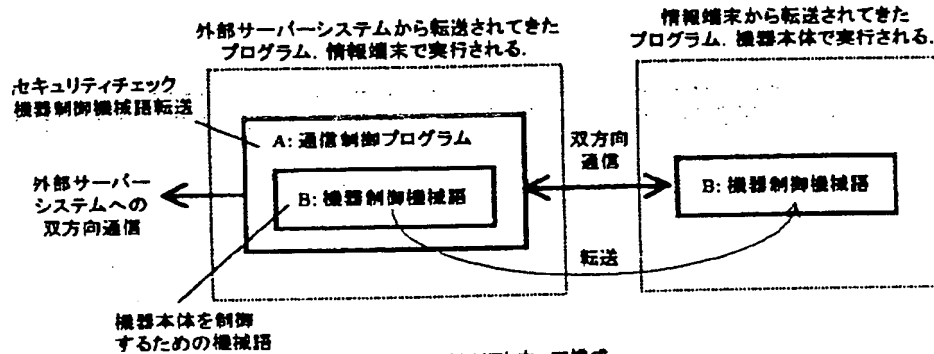 外部サーバーシステムから転送されてきた
プログラム．情報端末で実行される．
情報端末から転送されてきた
プログラム．機器本体で実行される．
セキュリティチェック
機器制御機械語転送
A: 通信制御プログラム
B: 機器制御機械語
双方向
通信
B: 機器制御機械語
外部サーバー
システムへの
双方向通信
転送
機器本体を制御
するための機械語